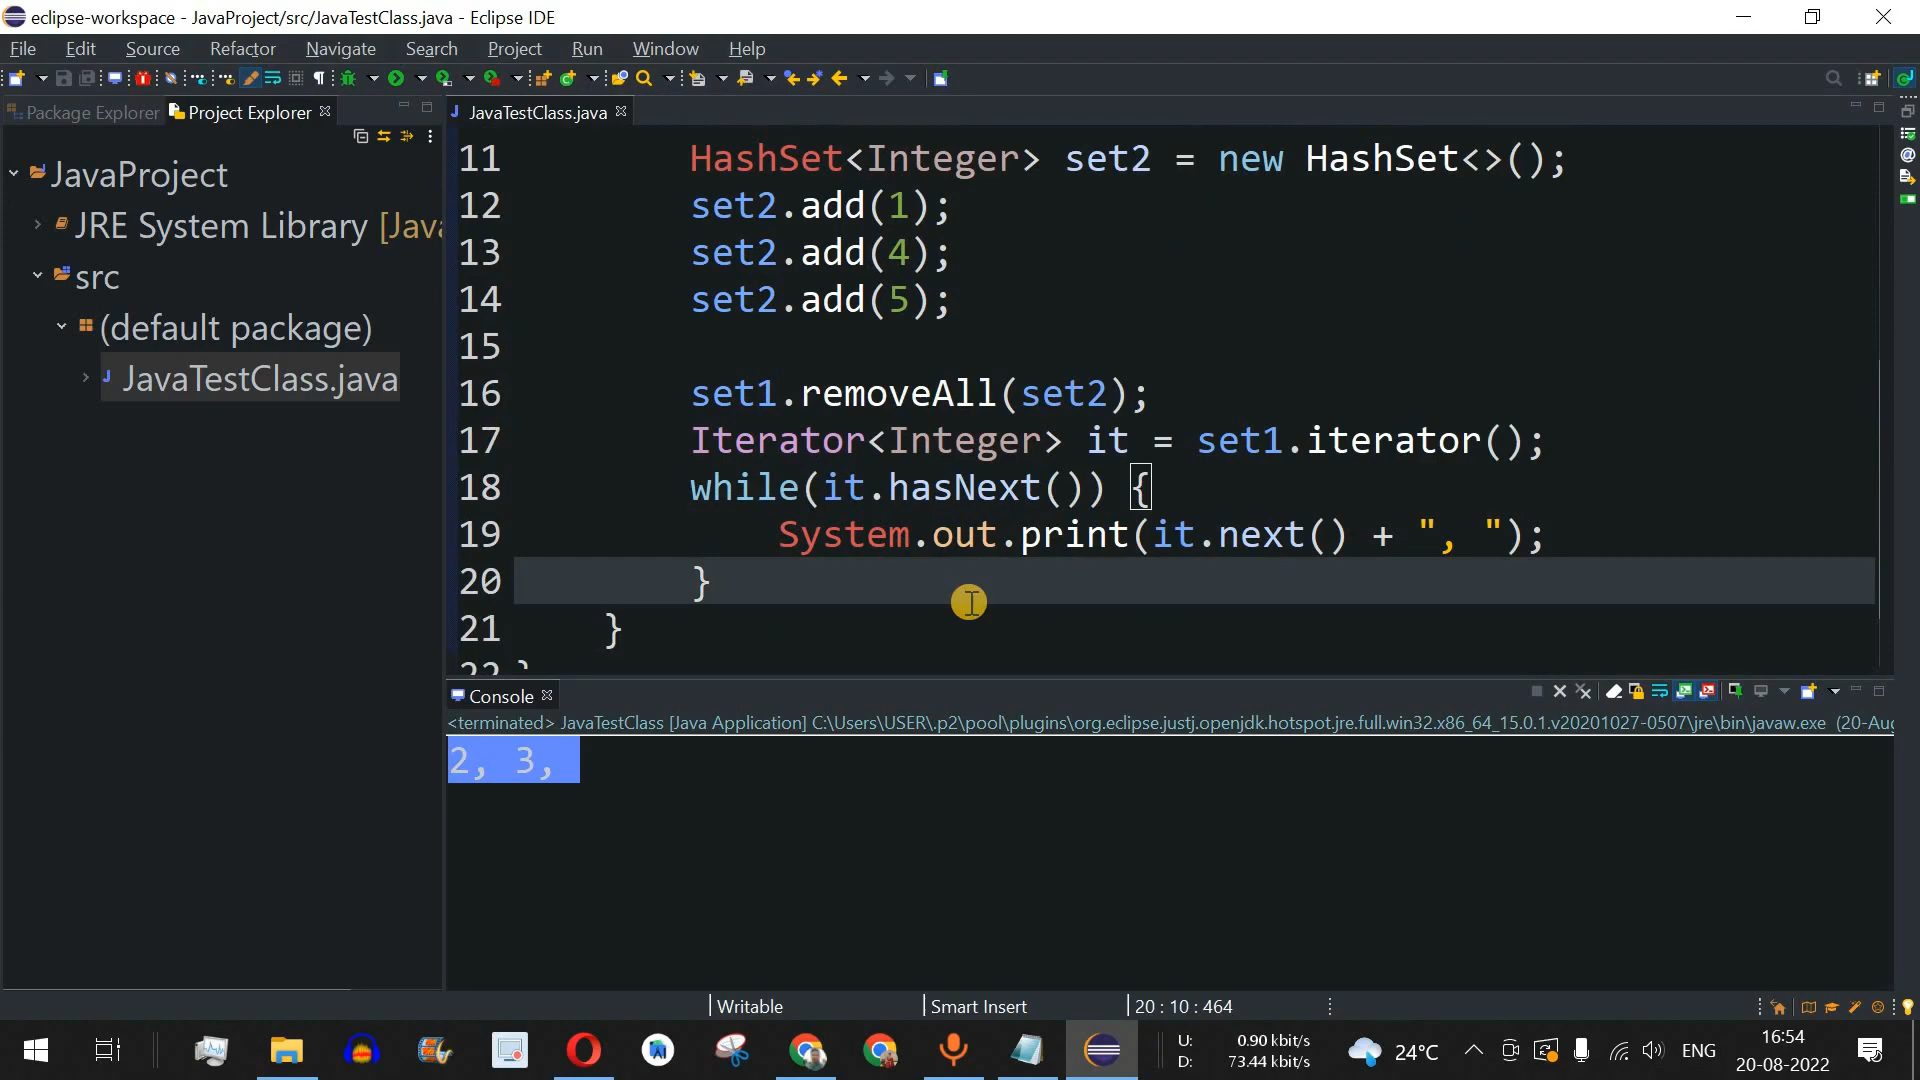 eclipse-workspace - JavaProject/src/JavaTestClass.java - Eclipse IDE
File Edit Source Refactor Navigate Search Project Run Window Help
Package Explorer Project Explorer
JavaTestClass.java
JavaProject
JRE System Library [Java
src
(default package)
JavaTestClass.java
11 HashSet<Integer> set2 = new HashSet<>();
12 set2.add(1);
13 set2.add(4);
14 set2.add(5);
15
16 set1.removeAll(set2);
17 Iterator<Integer> it = set1.iterator();
18 while(it.hasNext()) {
19 System.out.print(it.next() + ", ");
20 }
21 }
22 }
Console
<terminated> JavaTestClass [Java Application] C:\Users\USER\.p2\pool\plugins\org.eclipse.justj.openjdk.hotspot.jre.full.win32.x86_64_15.0.1.v20201027-0507\jre\bin\javaw.exe (20-Aug
2, 3,
Writable Smart Insert 20 : 10 : 464
U: 0.90 kbit/s
D: 73.44 kbit/s
24°C
ENG
16:54
20-08-2022